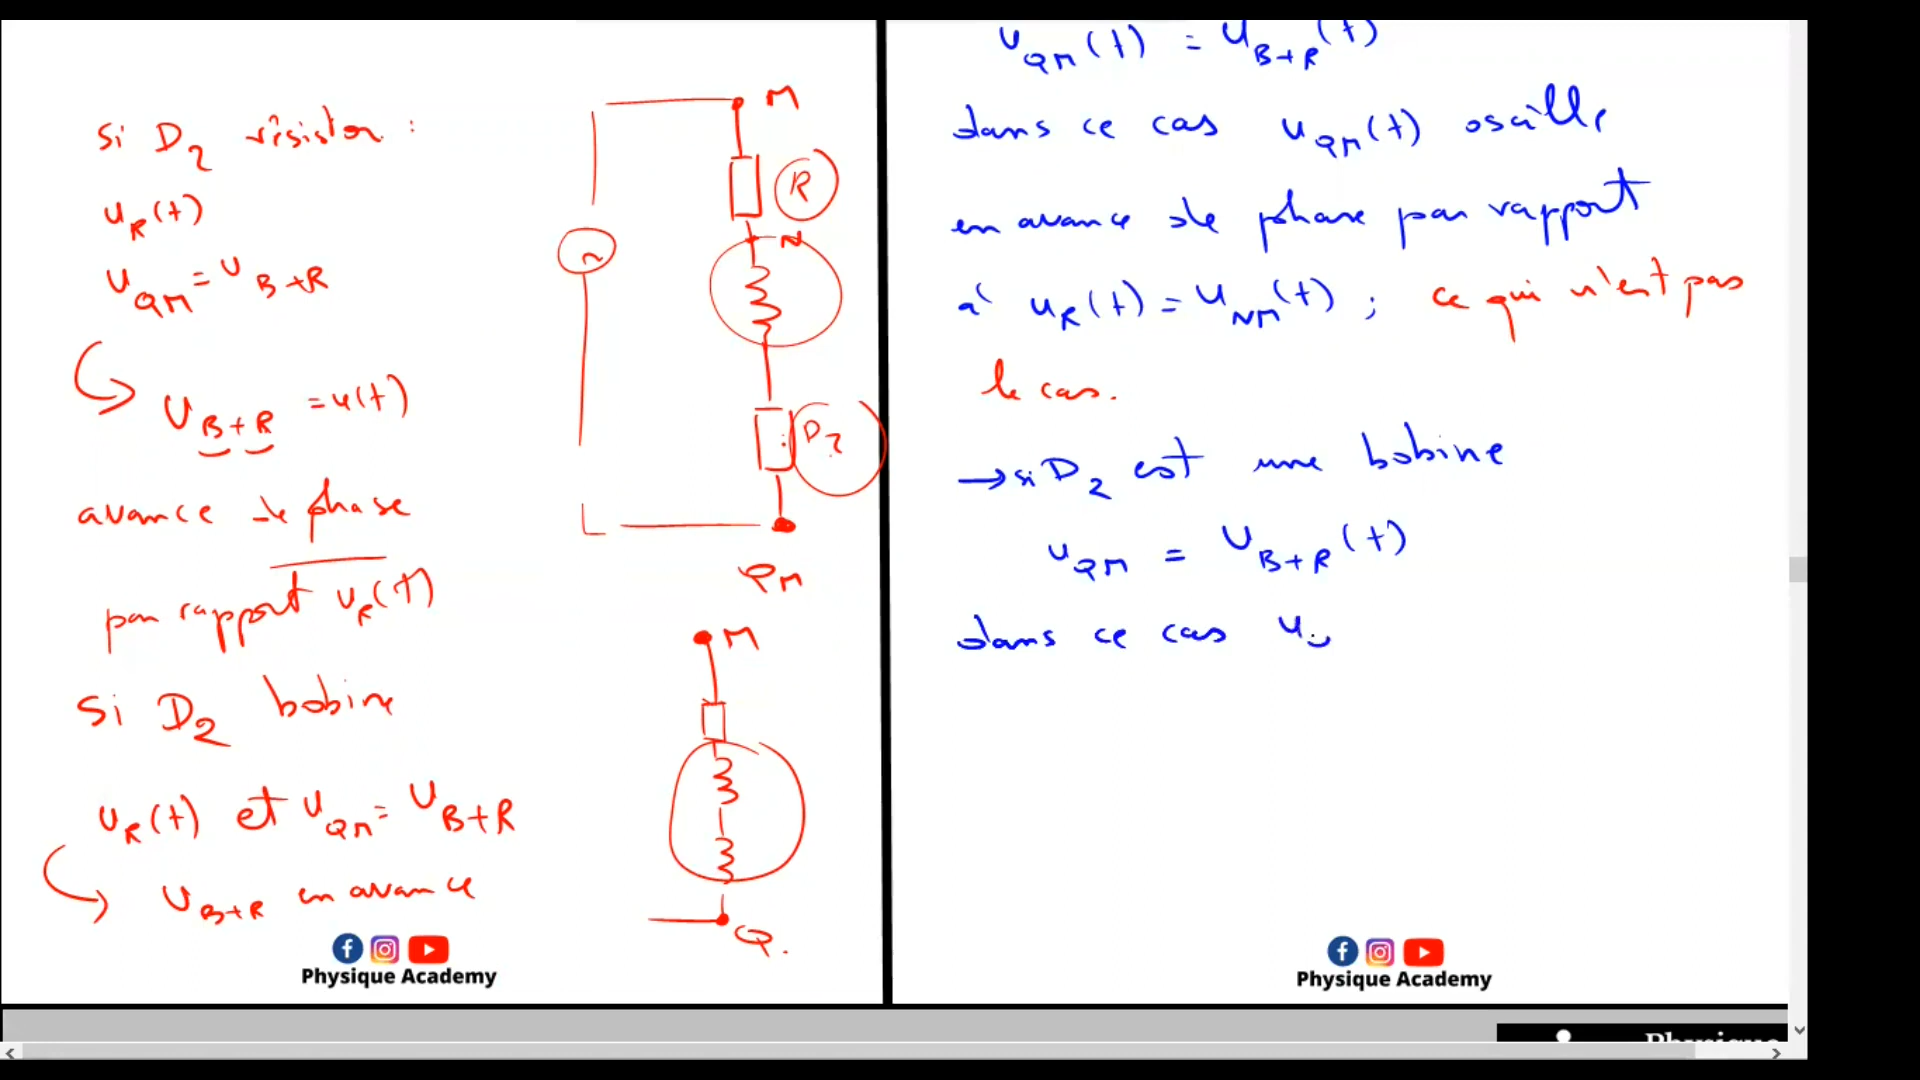 Si D2 résistor :
uR(t)
uQM = uB+R
UB+R = u(t)
avance de phase
par rapport uR(t)
Si D2 bobine
uR(t) et uQM = UB+R
UB+R en avance
M
R
N
D2
QM
M
Q.
Physique Academy
uQM(t) = uB+R(t)
dans ce cas uQM(t) oscille
en avance de phase par rapport
à uR(t) = uNM(t) ; ce qui n'est pas
le cas.
→ si D2 est une bobine
uQM = UB+R(t)
dans ce cas u
Physique Academy